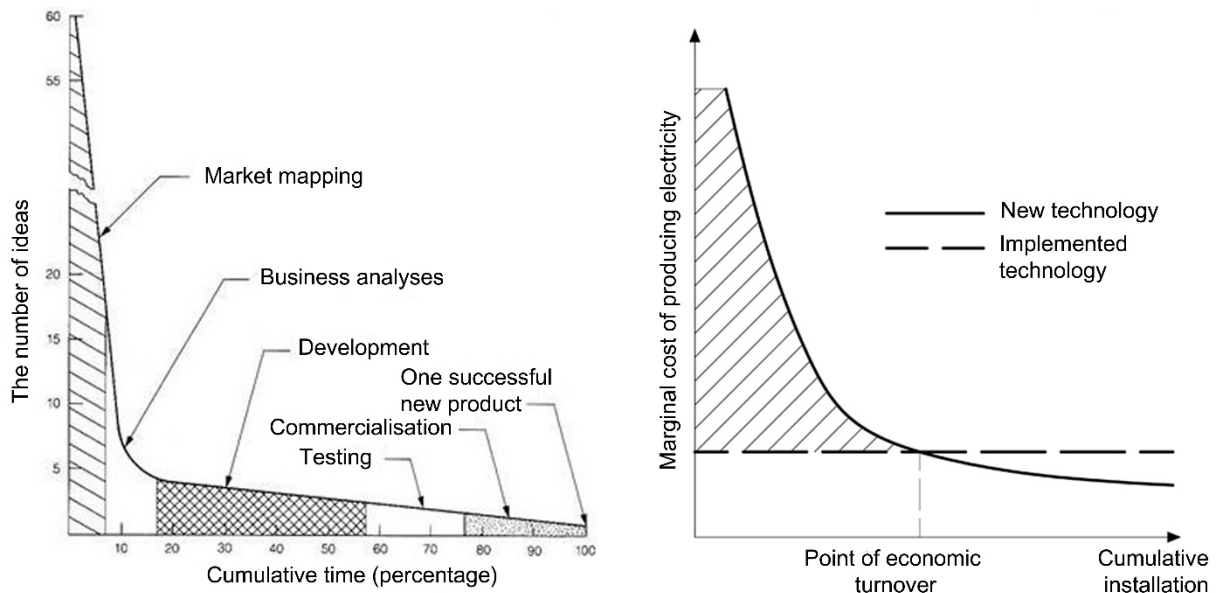 60
55
20
15
10
5
The number of ideas
Market mapping
Business analyses
Development
One successful
new product
Commercialisation
Testing
10
20
30
40
50
60
70
80
90
100
Cumulative time (percentage)
Marginal cost of producing electricity
New technology
Implemented
technology
Point of economic
turnover
Cumulative
installation